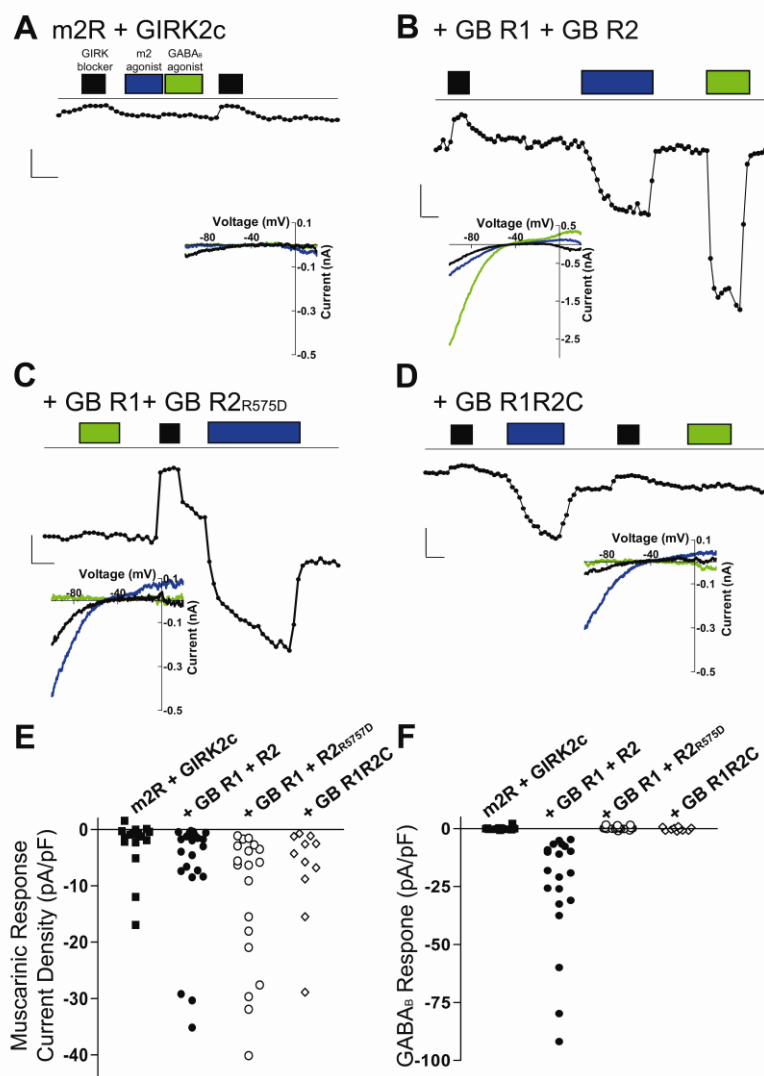 A
m2R + GIRK2c
GIRK blocker
m2 agonist
GABAB agonist
Voltage (mV)
-80
-40
0.1
-0.1
-0.3
-0.5
Current (nA)
B
+ GB R1 + GB R2
Voltage (mV)
-80
-40
0.5
-0.5
-1.5
-2.5
Current (nA)
C
+ GB R1+ GB R2R575D
Voltage (mV)
-80
-40
0.1
-0.1
-0.3
-0.5
Current (nA)
D
+ GB R1R2C
Voltage (mV)
-80
-40
0.1
-0.1
-0.3
-0.5
Current (nA)
E
m2R + GIRK2c
+ GB R1 + R2
+ GB R1 + R2R5757D
+ GB R1R2C
Muscarinic Response
Current Density (pA/pF)
0
-10
-20
-30
-40
F
m2R + GIRK2c
+ GB R1 + R2
+ GB R1 + R2R575D
+ GB R1R2C
GABAB Respone (pA/pF)
0
-25
-50
-75
-100